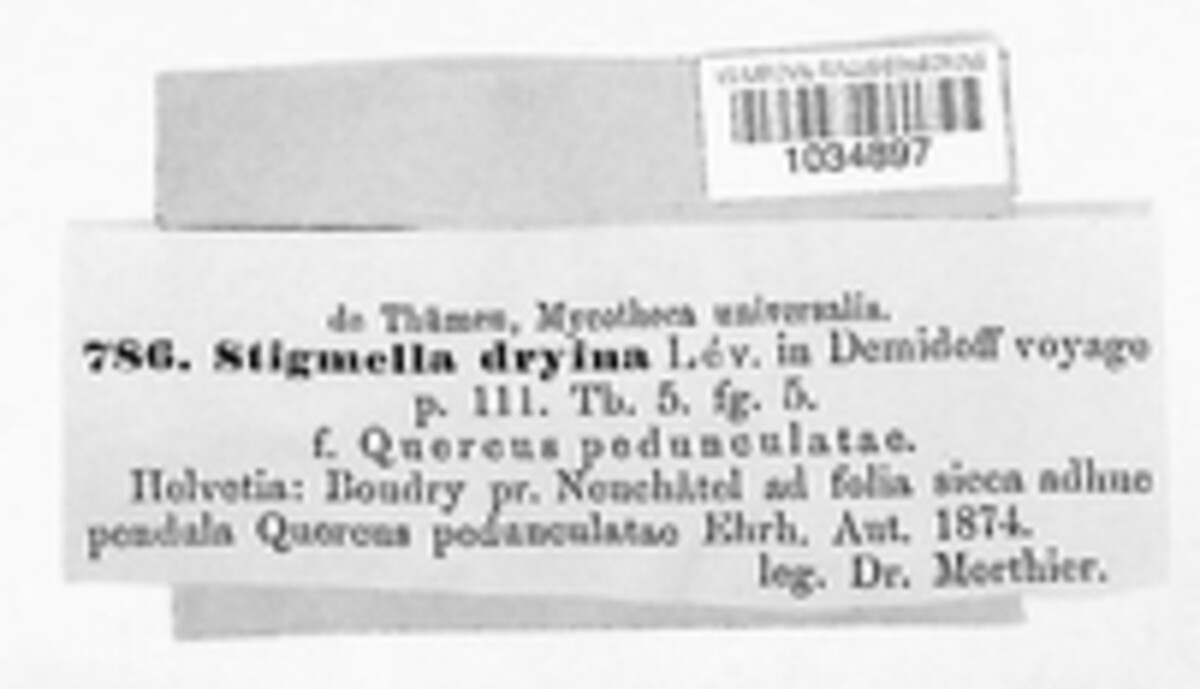 1034897
de Thümen, Mycotheca universalis.
786. Stigmella dryina Lév. in Demidoff voyage
p. 111. Tb. 5. fg. 5.
f. Quercus pedunculatae.
Helvetia: Boudry pr. Neuchâtel ad folia sicca adhuc
pendula Quercus pedunculatae Ehrh. Aut. 1874.
leg. Dr. Morthier.